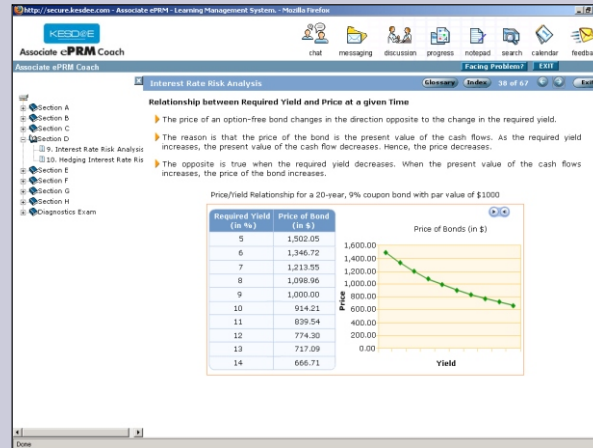 http://secure.kesdee.com - Associate ePRM - Learning Management System. - Mozilla Firefox
KESDEE
Associate ePRM Coach
chat messaging discussion progress notepad search calendar feedba
Associate ePRM Coach
Facing Problem? EXIT
Interest Rate Risk Analysis
Glossary Index 38 of 67 Exit
Section A
Section B
Section C
Section D
9. Interest Rate Risk Analysis
10. Hedging Interest Rate Ris
Section E
Section F
Section G
Section H
Diagnostics Exam
Relationship between Required Yield and Price at a given Time
The price of an option-free bond changes in the direction opposite to the change in the required yield.
The reason is that the price of the bond is the present value of the cash flows. As the required yield
increases, the present value of the cash flow decreases. Hence, the price decreases.
The opposite is true when the required yield decreases. When the present value of the cash flows
increases, the price of the bond increases.
Price/Yield Relationship for a 20-year, 9% coupon bond with par value of $1000
Required Yield (in %) Price of Bond (in $)
5 1,502.05
6 1,346.72
7 1,213.55
8 1,098.96
9 1,000.00
10 914.21
11 839.54
12 774.30
13 717.09
14 666.71
Price of Bonds (in $)
1,600.00
1,400.00
1,200.00
1,000.00
800.00
600.00
400.00
200.00
0.00
Price
Yield
Done